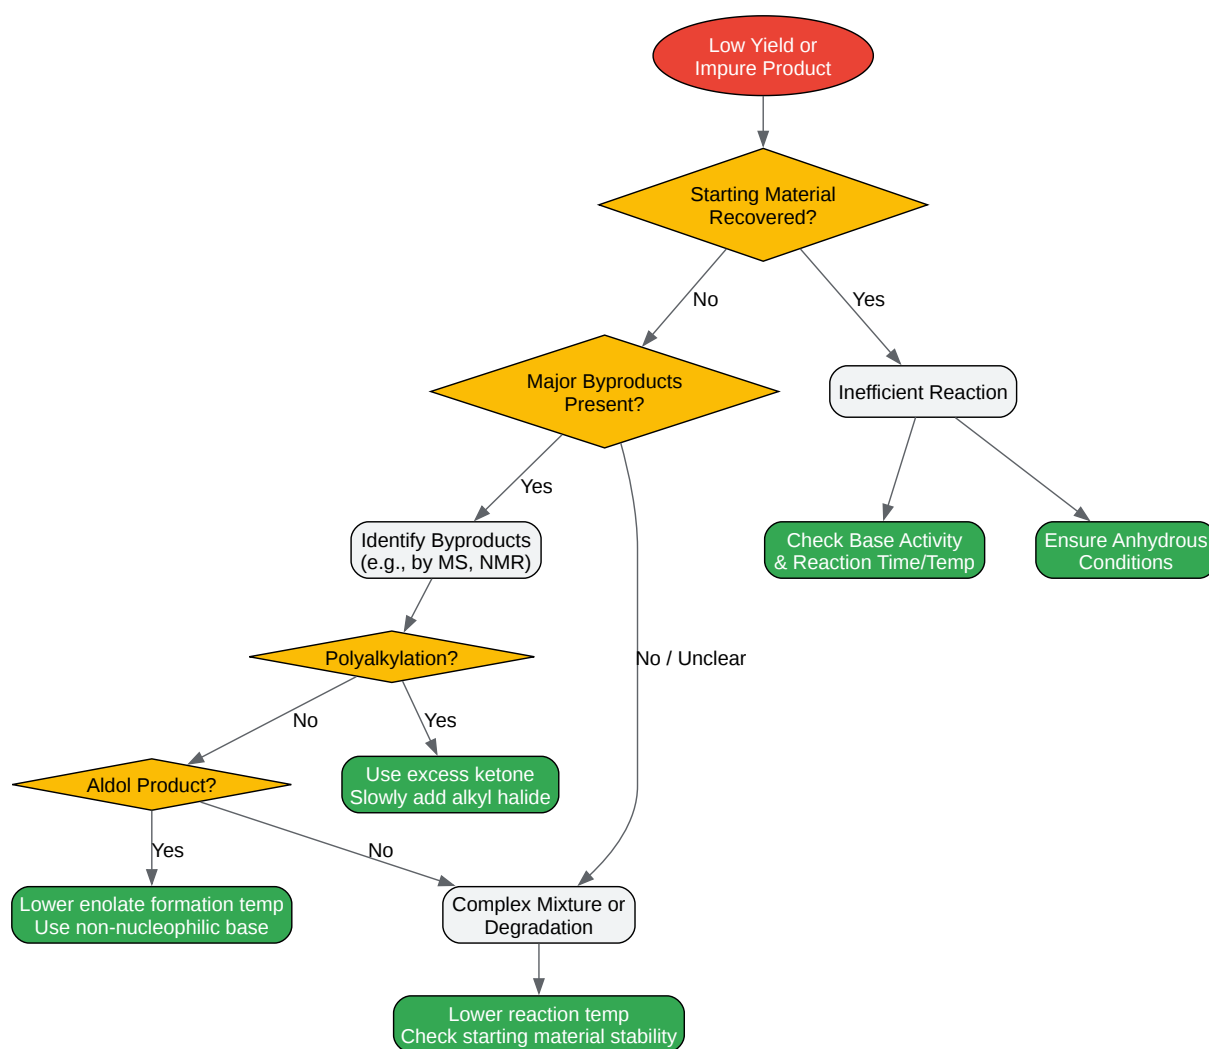 Low Yield or
Impure Product
Starting Material
Recovered?
No
Yes
Major Byproducts
Present?
Inefficient Reaction
Yes
Identify Byproducts
(e.g., by MS, NMR)
Check Base Activity
& Reaction Time/Temp
Ensure Anhydrous
Conditions
Polyalkylation?
No / Unclear
No
Yes
Aldol Product?
Use excess ketone
Slowly add alkyl halide
Yes
No
Lower enolate formation temp
Use non-nucleophilic base
Complex Mixture or
Degradation
Lower reaction temp
Check starting material stability